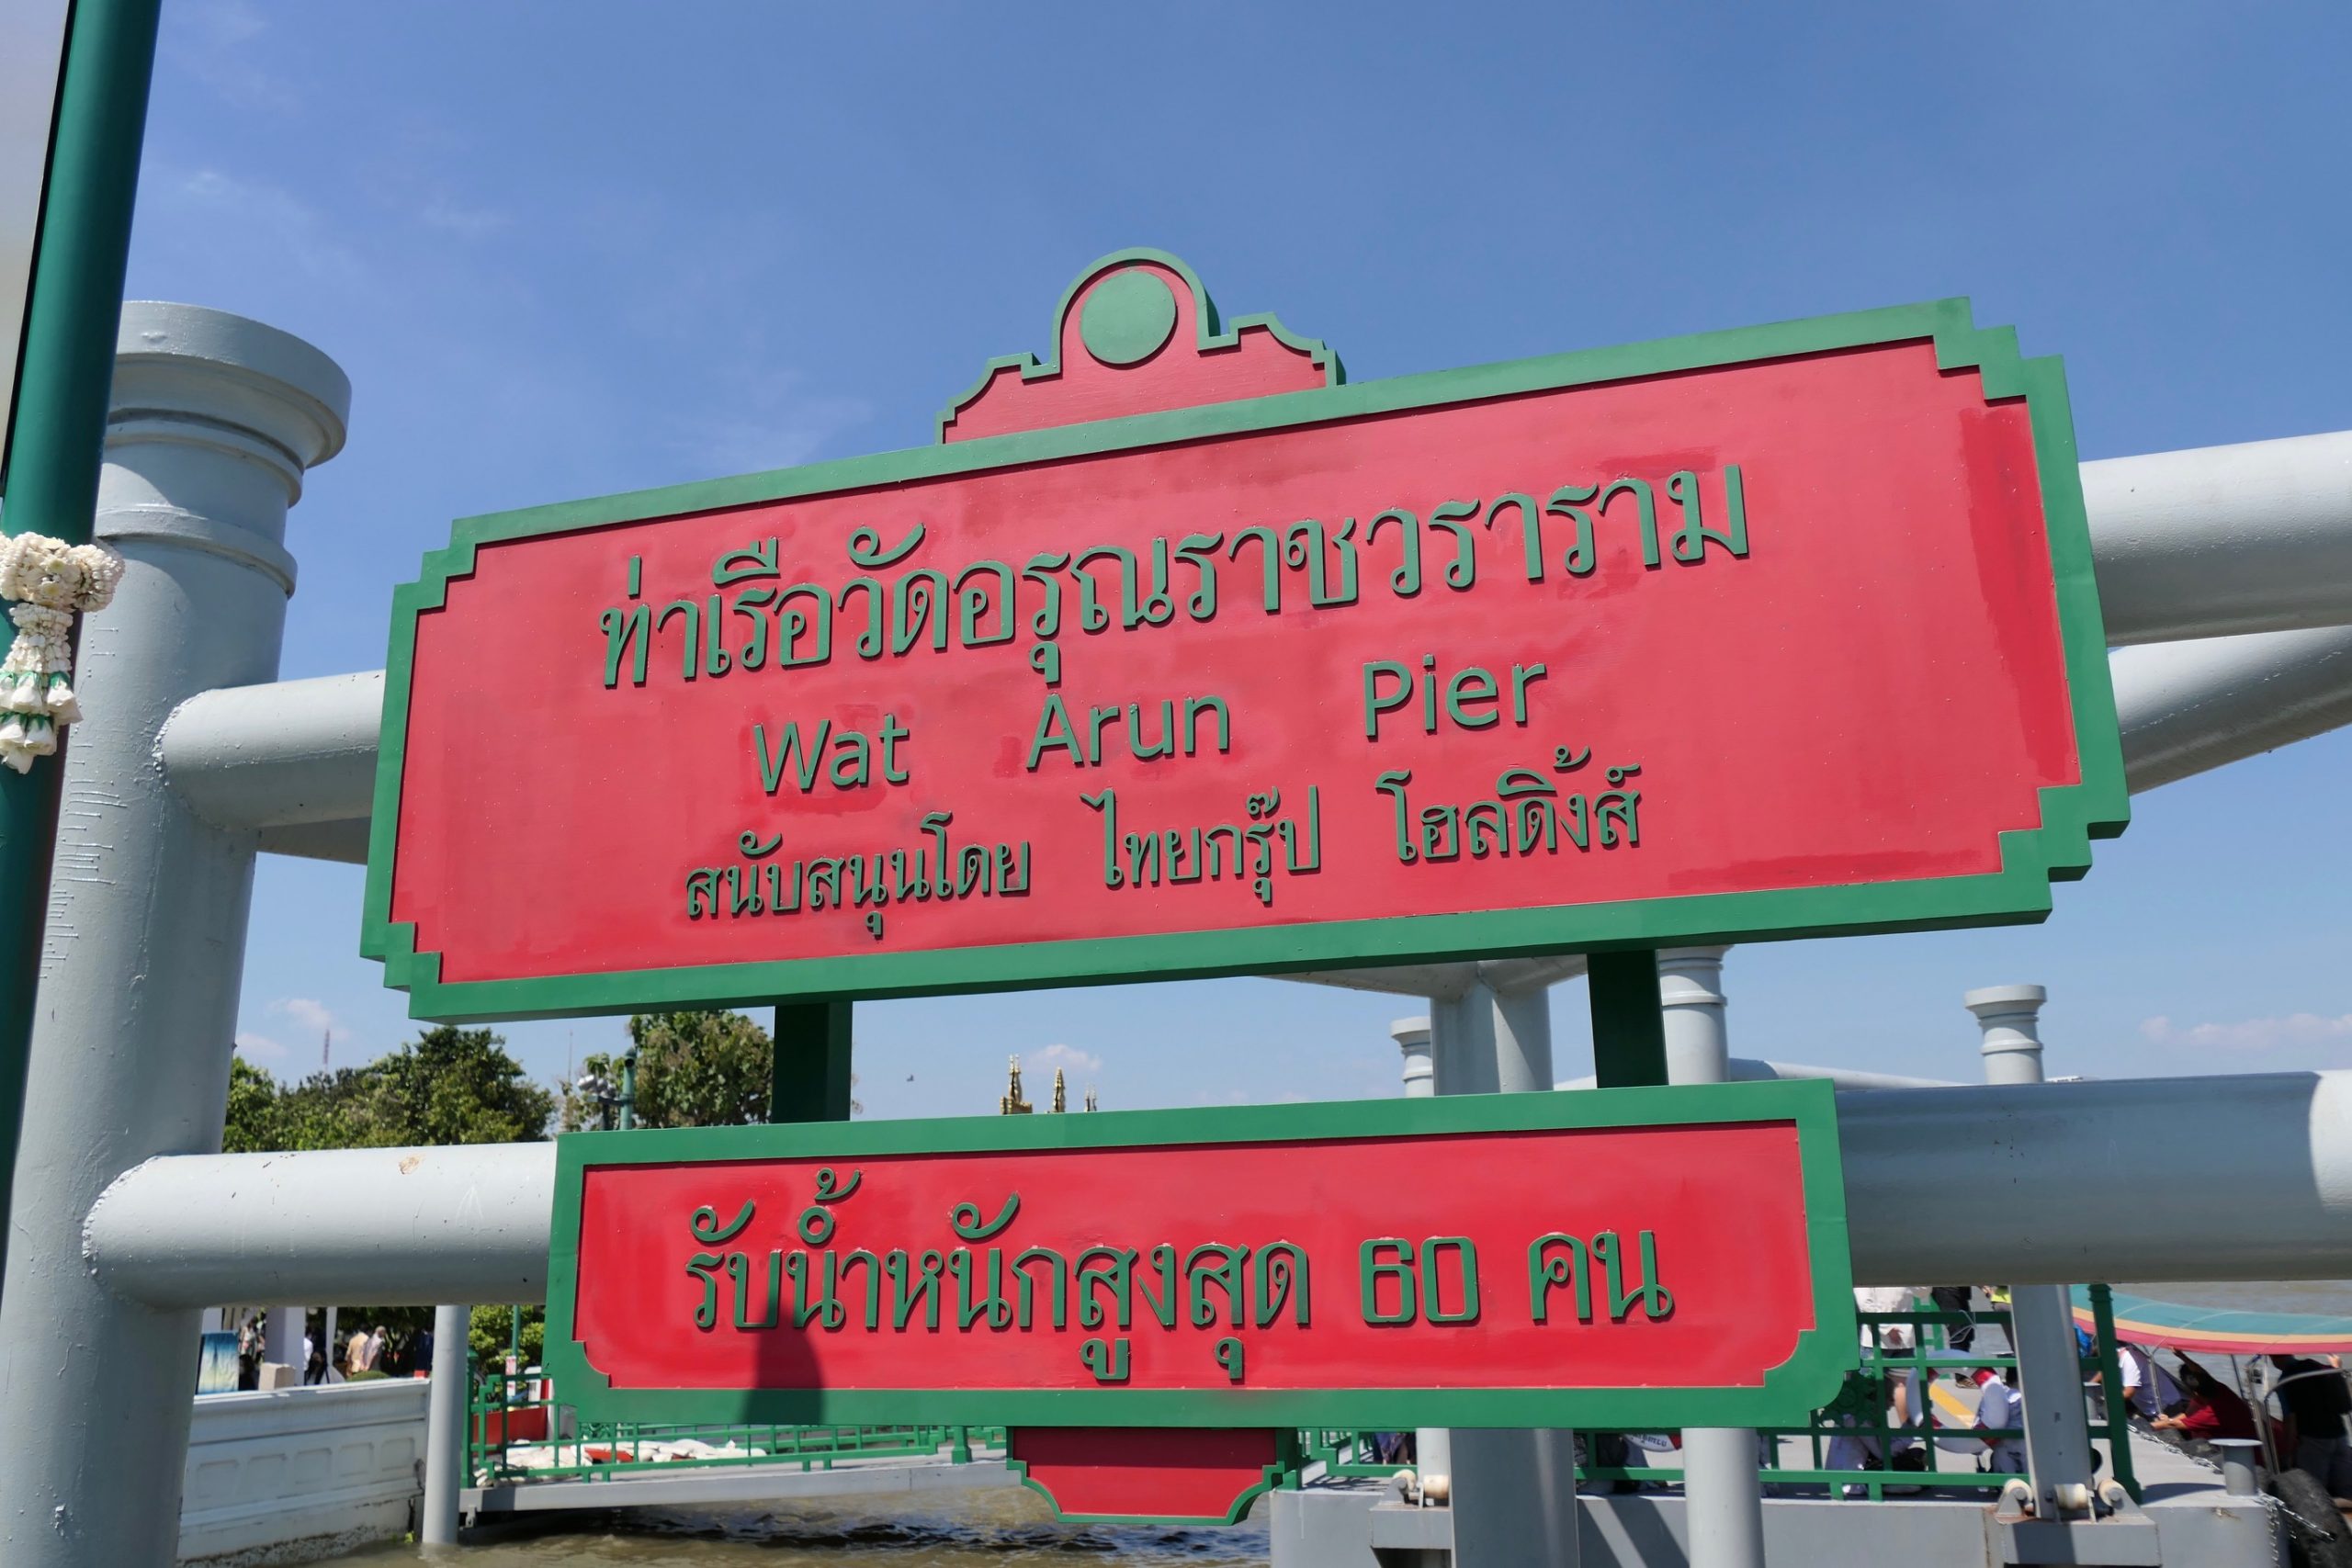 ท่าเรือวัดอรุณราชวราราม
Wat Arun Pier
สนับสนุนโดย ไทยกรุ๊ป โฮลดิ้งส์
รับน้ำหนักสูงสุด 60 คน